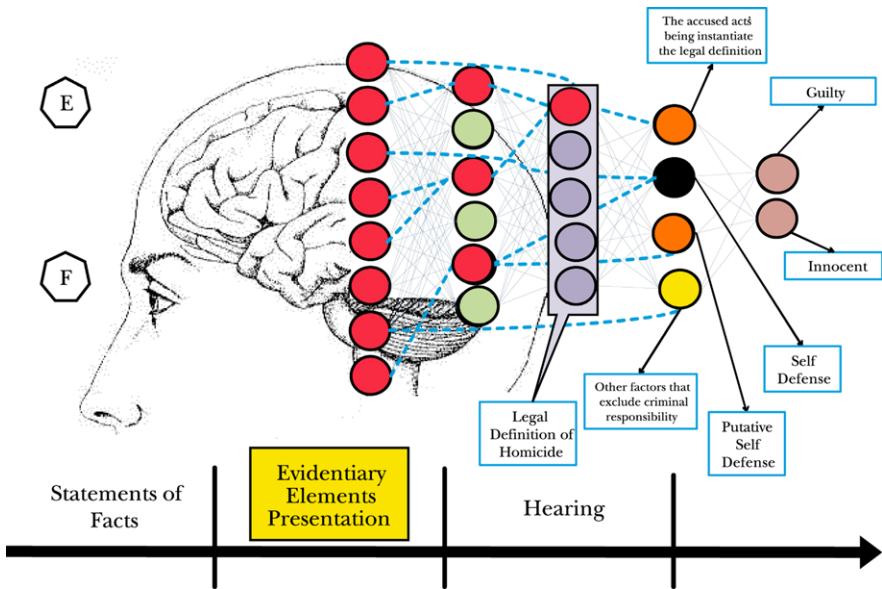 The accused acts
being instantiate
the legal definition
E
Guilty
F
Innocent
Self
Defense
Other factors that
exclude criminal
responsibility
Legal
Definition of
Homicide
Putative
Self
Defense
Statements of
Facts
Evidentiary
Elements
Presentation
Hearing